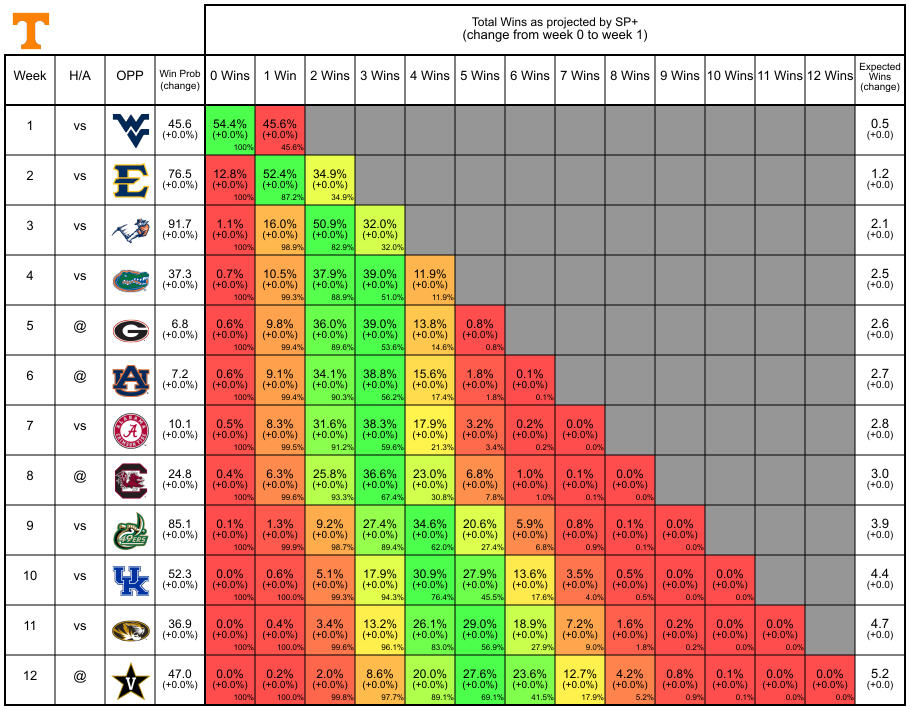 T
Total Wins as projected by SP+
(change from week 0 to week 1)
Week H/A OPP Win Prob (change) 0 Wins 1 Win 2 Wins 3 Wins 4 Wins 5 Wins 6 Wins 7 Wins 8 Wins 9 Wins 10 Wins 11 Wins 12 Wins Expected Wins (change)
1 vs WV 45.6 54.4% 45.6% 0.5
(+0.0%) (+0.0%) (+0.0%) (+0.0)
100% 45.6%
2 vs E 76.5 12.8% 52.4% 34.9% 1.2
(+0.0%) (+0.0%) (+0.0%) (+0.0%) (+0.0)
100% 87.2% 34.9%
3 vs 91.7 1.1% 16.0% 50.9% 32.0% 2.1
(+0.0%) (+0.0%) (+0.0%) (+0.0%) (+0.0%) (+0.0)
100% 98.9% 82.9% 32.0%
4 vs 37.3 0.7% 10.5% 37.9% 39.0% 11.9% 2.5
(+0.0%) (+0.0%) (+0.0%) (+0.0%) (+0.0%) (+0.0%) (+0.0)
100% 99.3% 88.9% 51.0% 11.9%
5 @ G 6.8 0.6% 9.8% 36.0% 39.0% 13.8% 0.8% 2.6
(+0.0%) (+0.0%) (+0.0%) (+0.0%) (+0.0%) (+0.0%) (+0.0%) (+0.0)
100% 99.4% 89.6% 53.6% 14.6% 0.8%
6 @ AU 7.2 0.6% 9.1% 34.1% 38.8% 15.6% 1.8% 0.1% 2.7
(+0.0%) (+0.0%) (+0.0%) (+0.0%) (+0.0%) (+0.0%) (+0.0%) (+0.0%) (+0.0)
100% 99.4% 90.3% 56.2% 17.4% 1.8% 0.1%
7 vs A 10.1 0.5% 8.3% 31.6% 38.3% 17.9% 3.2% 0.2% 0.0% 2.8
(+0.0%) (+0.0%) (+0.0%) (+0.0%) (+0.0%) (+0.0%) (+0.0%) (+0.0%) (+0.0%) (+0.0)
100% 99.5% 91.2% 59.6% 21.3% 3.4% 0.2% 0.0%
8 @ C 24.8 0.4% 6.3% 25.8% 36.6% 23.0% 6.8% 1.0% 0.1% 0.0% 3.0
(+0.0%) (+0.0%) (+0.0%) (+0.0%) (+0.0%) (+0.0%) (+0.0%) (+0.0%) (+0.0%) (+0.0%) (+0.0)
100% 99.6% 93.3% 67.4% 30.8% 7.8% 1.0% 0.1% 0.0%
9 vs C 49ERS 85.1 0.1% 1.3% 9.2% 27.4% 34.6% 20.6% 5.9% 0.8% 0.1% 0.0% 3.9
(+0.0%) (+0.0%) (+0.0%) (+0.0%) (+0.0%) (+0.0%) (+0.0%) (+0.0%) (+0.0%) (+0.0%) (+0.0%) (+0.0)
100% 99.9% 98.7% 89.4% 62.0% 27.4% 6.8% 0.9% 0.1% 0.0%
10 vs UK 52.3 0.0% 0.6% 5.1% 17.9% 30.9% 27.9% 13.6% 3.5% 0.5% 0.0% 0.0% 4.4
(+0.0%) (+0.0%) (+0.0%) (+0.0%) (+0.0%) (+0.0%) (+0.0%) (+0.0%) (+0.0%) (+0.0%) (+0.0%) (+0.0%) (+0.0)
100% 100.0% 99.3% 94.3% 76.4% 45.5% 17.6% 4.0% 0.5% 0.0% 0.0%
11 vs 36.9 0.0% 0.4% 3.4% 13.2% 26.1% 29.0% 18.9% 7.2% 1.6% 0.2% 0.0% 0.0% 4.7
(+0.0%) (+0.0%) (+0.0%) (+0.0%) (+0.0%) (+0.0%) (+0.0%) (+0.0%) (+0.0%) (+0.0%) (+0.0%) (+0.0%) (+0.0%) (+0.0)
100% 100.0% 99.6% 96.1% 83.0% 56.9% 27.9% 9.0% 1.8% 0.2% 0.0% 0.0%
12 @ V 47.0 0.0% 0.2% 2.0% 8.6% 20.0% 27.6% 23.6% 12.7% 4.2% 0.8% 0.1% 0.0% 0.0% 5.2
(+0.0%) (+0.0%) (+0.0%) (+0.0%) (+0.0%) (+0.0%) (+0.0%) (+0.0%) (+0.0%) (+0.0%) (+0.0%) (+0.0%) (+0.0%) (+0.0%) (+0.0)
100% 100.0% 99.8% 97.7% 89.1% 69.1% 41.5% 17.9% 5.2% 0.9% 0.1% 0.0% 0.0%